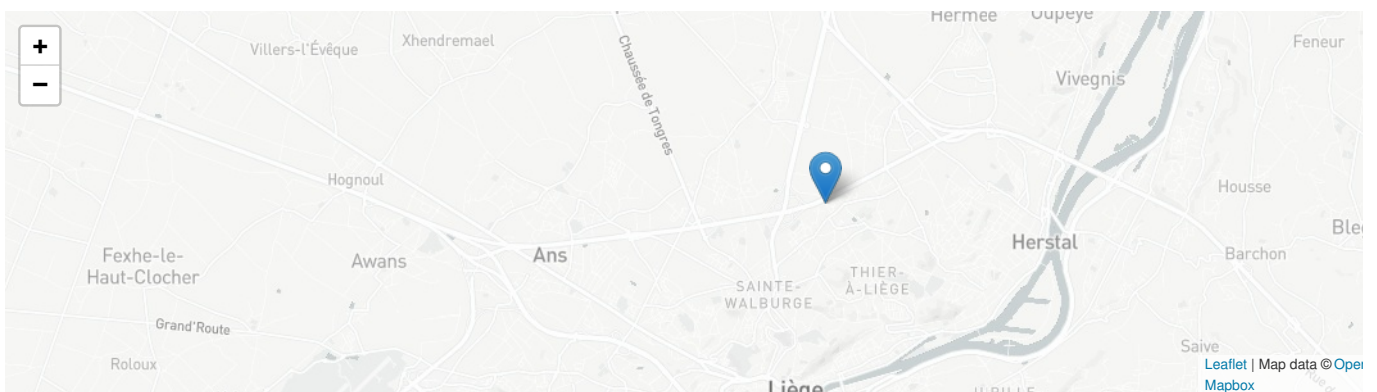 Hermée Oupeye
+
Villers-l'Évêque
Xhendremael
Chaussée de Tongres
Feneur
−
Vivegnis
Hognoul
Housse
Fexhe-le-
Haut-Clocher
Awans
Ans
Herstal
Barchon
SAINTE-
WALBURGE
THIER-
À-LIÈGE
Grand'Route
Roloux
Saive
Liège
Leaflet | Map data © Oper
Mapbox